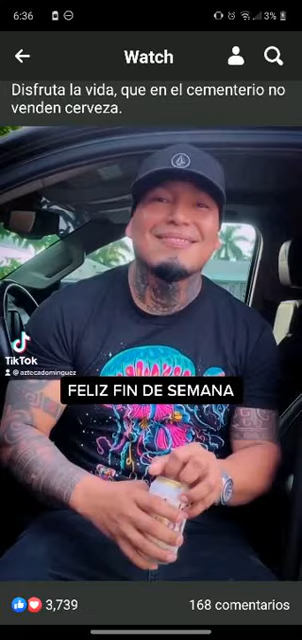 6:36
3%
Watch
Disfruta la vida, que en el cementerio no
venden cerveza.
TikTok
@aztecadominguez
FELIZ FIN DE SEMANA
3,739
168 comentarios